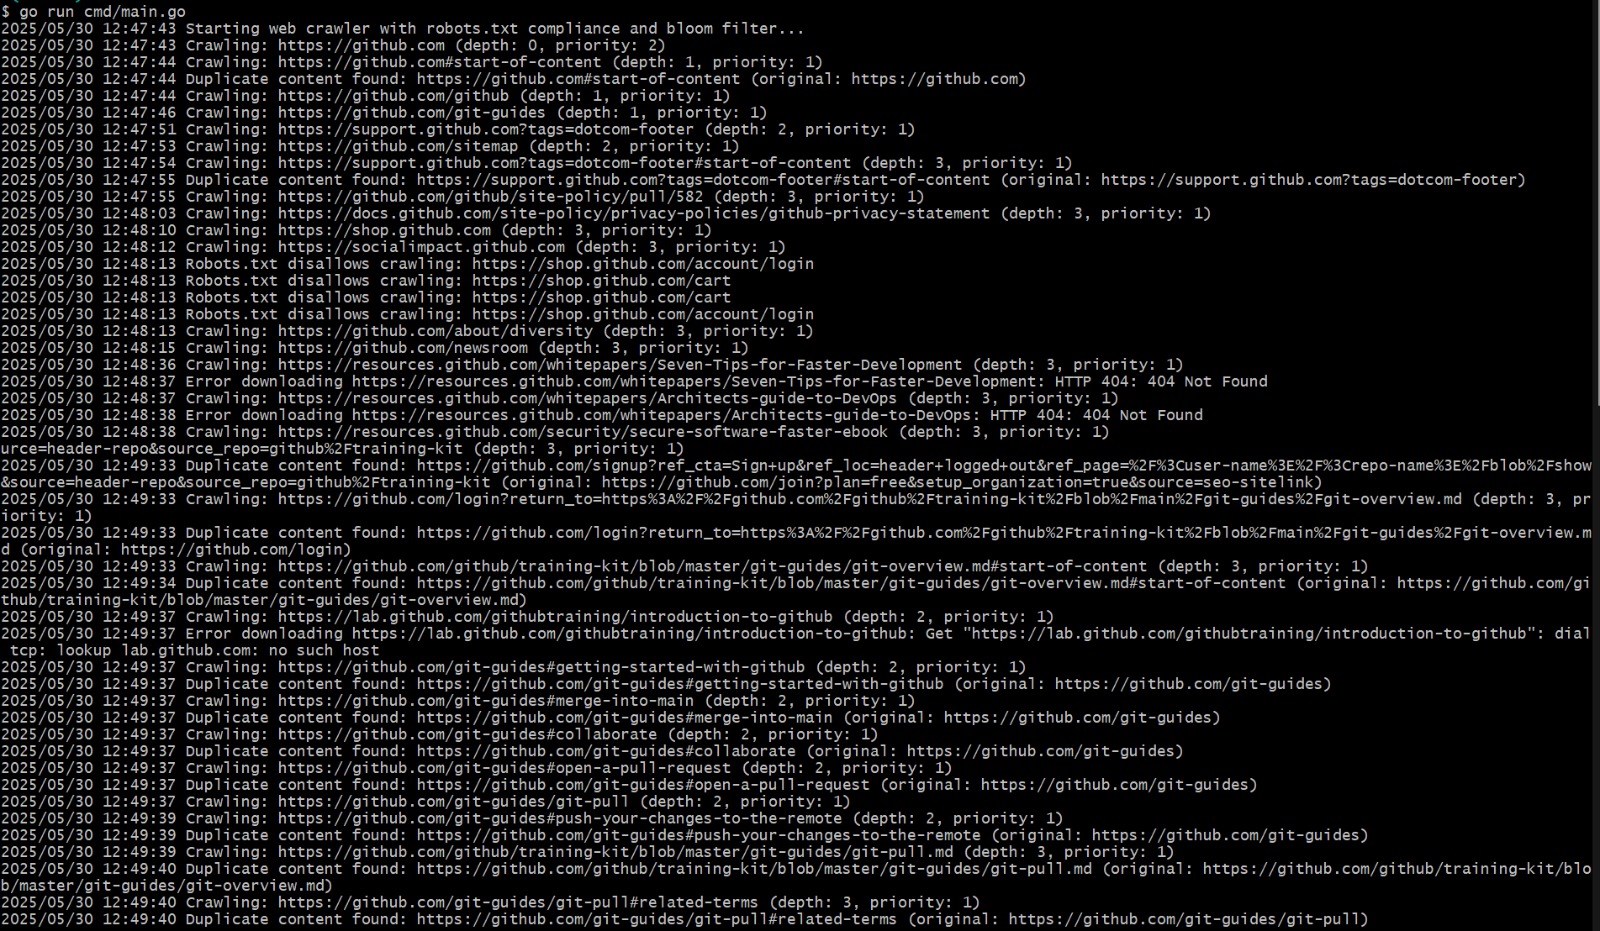 $ go run cmd/main.go
2025/05/30 12:47:43 Starting web crawler with robots.txt compliance and bloom filter...
2025/05/30 12:47:43 Crawling: https://github.com (depth: 0, priority: 2)
2025/05/30 12:47:44 Crawling: https://github.com#start-of-content (depth: 1, priority: 1)
2025/05/30 12:47:44 Duplicate content found: https://github.com#start-of-content (original: https://github.com)
2025/05/30 12:47:44 Crawling: https://github.com/github (depth: 1, priority: 1)
2025/05/30 12:47:46 Crawling: https://github.com/git-guides (depth: 1, priority: 1)
2025/05/30 12:47:51 Crawling: https://support.github.com?tags=dotcom-footer (depth: 2, priority: 1)
2025/05/30 12:47:53 Crawling: https://github.com/sitemap (depth: 2, priority: 1)
2025/05/30 12:47:54 Crawling: https://support.github.com?tags=dotcom-footer#start-of-content (depth: 3, priority: 1)
2025/05/30 12:47:55 Duplicate content found: https://support.github.com?tags=dotcom-footer#start-of-content (original: https://support.github.com?tags=dotcom-footer)
2025/05/30 12:47:55 Crawling: https://github.com/github/site-policy/pull/582 (depth: 3, priority: 1)
2025/05/30 12:48:03 Crawling: https://docs.github.com/site-policy/privacy-policies/github-privacy-statement (depth: 3, priority: 1)
2025/05/30 12:48:10 Crawling: https://shop.github.com (depth: 3, priority: 1)
2025/05/30 12:48:12 Crawling: https://socialimpact.github.com (depth: 3, priority: 1)
2025/05/30 12:48:13 Robots.txt disallows crawling: https://shop.github.com/account/login
2025/05/30 12:48:13 Robots.txt disallows crawling: https://shop.github.com/cart
2025/05/30 12:48:13 Robots.txt disallows crawling: https://shop.github.com/cart
2025/05/30 12:48:13 Robots.txt disallows crawling: https://shop.github.com/account/login
2025/05/30 12:48:13 Crawling: https://github.com/about/diversity (depth: 3, priority: 1)
2025/05/30 12:48:15 Crawling: https://github.com/newsroom (depth: 3, priority: 1)
2025/05/30 12:48:36 Crawling: https://resources.github.com/whitepapers/Seven-Tips-for-Faster-Development (depth: 3, priority: 1)
2025/05/30 12:48:37 Error downloading https://resources.github.com/whitepapers/Seven-Tips-for-Faster-Development: HTTP 404: 404 Not Found
2025/05/30 12:48:37 Crawling: https://resources.github.com/whitepapers/Architects-guide-to-DevOps (depth: 3, priority: 1)
2025/05/30 12:48:38 Error downloading https://resources.github.com/whitepapers/Architects-guide-to-DevOps: HTTP 404: 404 Not Found
2025/05/30 12:48:38 Crawling: https://resources.github.com/security/secure-software-faster-ebook (depth: 3, priority: 1)
urce=header-repo&source_repo=github%2Ftraining-kit (depth: 3, priority: 1)
2025/05/30 12:49:33 Duplicate content found: https://github.com/signup?ref_cta=Sign+up&ref_loc=header+logged+out&ref_page=%2F%3Cuser-name%3E%2F%3Crepo-name%3E%2Fblob%2Fshow
&source=header-repo&source_repo=github%2Ftraining-kit (original: https://github.com/join?plan=free&setup_organization=true&source=seo-sitelink)
2025/05/30 12:49:33 Crawling: https://github.com/login?return_to=https%3A%2F%2Fgithub.com%2Fgithub%2Ftraining-kit%2Fblob%2Fmain%2Fgit-guides%2Fgit-overview.md (depth: 3, pr
iority: 1)
2025/05/30 12:49:33 Duplicate content found: https://github.com/login?return_to=https%3A%2F%2Fgithub.com%2Fgithub%2Ftraining-kit%2Fblob%2Fmain%2Fgit-guides%2Fgit-overview.m
d (original: https://github.com/login)
2025/05/30 12:49:33 Crawling: https://github.com/github/training-kit/blob/master/git-guides/git-overview.md#start-of-content (depth: 3, priority: 1)
2025/05/30 12:49:34 Duplicate content found: https://github.com/github/training-kit/blob/master/git-guides/git-overview.md#start-of-content (original: https://github.com/gi
thub/training-kit/blob/master/git-guides/git-overview.md)
2025/05/30 12:49:37 Crawling: https://lab.github.com/githubtraining/introduction-to-github (depth: 2, priority: 1)
2025/05/30 12:49:37 Error downloading https://lab.github.com/githubtraining/introduction-to-github: Get "https://lab.github.com/githubtraining/introduction-to-github": dial
 tcp: lookup lab.github.com: no such host
2025/05/30 12:49:37 Crawling: https://github.com/git-guides#getting-started-with-github (depth: 2, priority: 1)
2025/05/30 12:49:37 Duplicate content found: https://github.com/git-guides#getting-started-with-github (original: https://github.com/git-guides)
2025/05/30 12:49:37 Crawling: https://github.com/git-guides#merge-into-main (depth: 2, priority: 1)
2025/05/30 12:49:37 Duplicate content found: https://github.com/git-guides#merge-into-main (original: https://github.com/git-guides)
2025/05/30 12:49:37 Crawling: https://github.com/git-guides#collaborate (depth: 2, priority: 1)
2025/05/30 12:49:37 Duplicate content found: https://github.com/git-guides#collaborate (original: https://github.com/git-guides)
2025/05/30 12:49:37 Crawling: https://github.com/git-guides#open-a-pull-request (depth: 2, priority: 1)
2025/05/30 12:49:37 Duplicate content found: https://github.com/git-guides#open-a-pull-request (original: https://github.com/git-guides)
2025/05/30 12:49:37 Crawling: https://github.com/git-guides/git-pull (depth: 2, priority: 1)
2025/05/30 12:49:39 Crawling: https://github.com/git-guides#push-your-changes-to-the-remote (depth: 2, priority: 1)
2025/05/30 12:49:39 Duplicate content found: https://github.com/git-guides#push-your-changes-to-the-remote (original: https://github.com/git-guides)
2025/05/30 12:49:39 Crawling: https://github.com/github/training-kit/blob/master/git-guides/git-pull.md (depth: 3, priority: 1)
2025/05/30 12:49:40 Duplicate content found: https://github.com/github/training-kit/blob/master/git-guides/git-pull.md (original: https://github.com/github/training-kit/blo
b/master/git-guides/git-overview.md)
2025/05/30 12:49:40 Crawling: https://github.com/git-guides/git-pull#related-terms (depth: 3, priority: 1)
2025/05/30 12:49:40 Duplicate content found: https://github.com/git-guides/git-pull#related-terms (original: https://github.com/git-guides/git-pull)